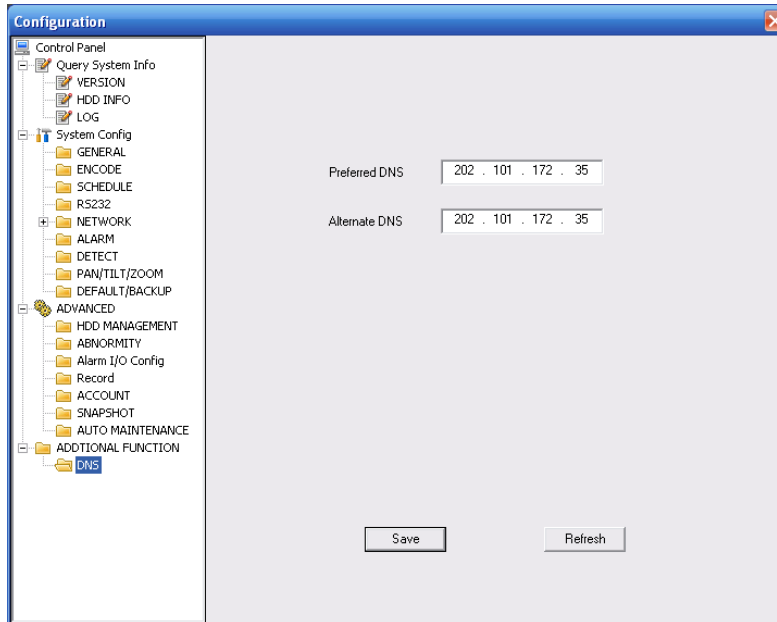 Configuration
Control Panel
Query System Info
VERSION
HDD INFO
LOG
System Config
GENERAL
ENCODE
SCHEDULE
RS232
NETWORK
ALARM
DETECT
PAN/TILT/ZOOM
DEFAULT/BACKUP
ADVANCED
HDD MANAGEMENT
ABNORMITY
Alarm I/O Config
Record
ACCOUNT
SNAPSHOT
AUTO MAINTENANCE
ADDTIONAL FUNCTION
DNS
Preferred DNS 202 . 101 . 172 . 35
Alternate DNS 202 . 101 . 172 . 35
Save Refresh